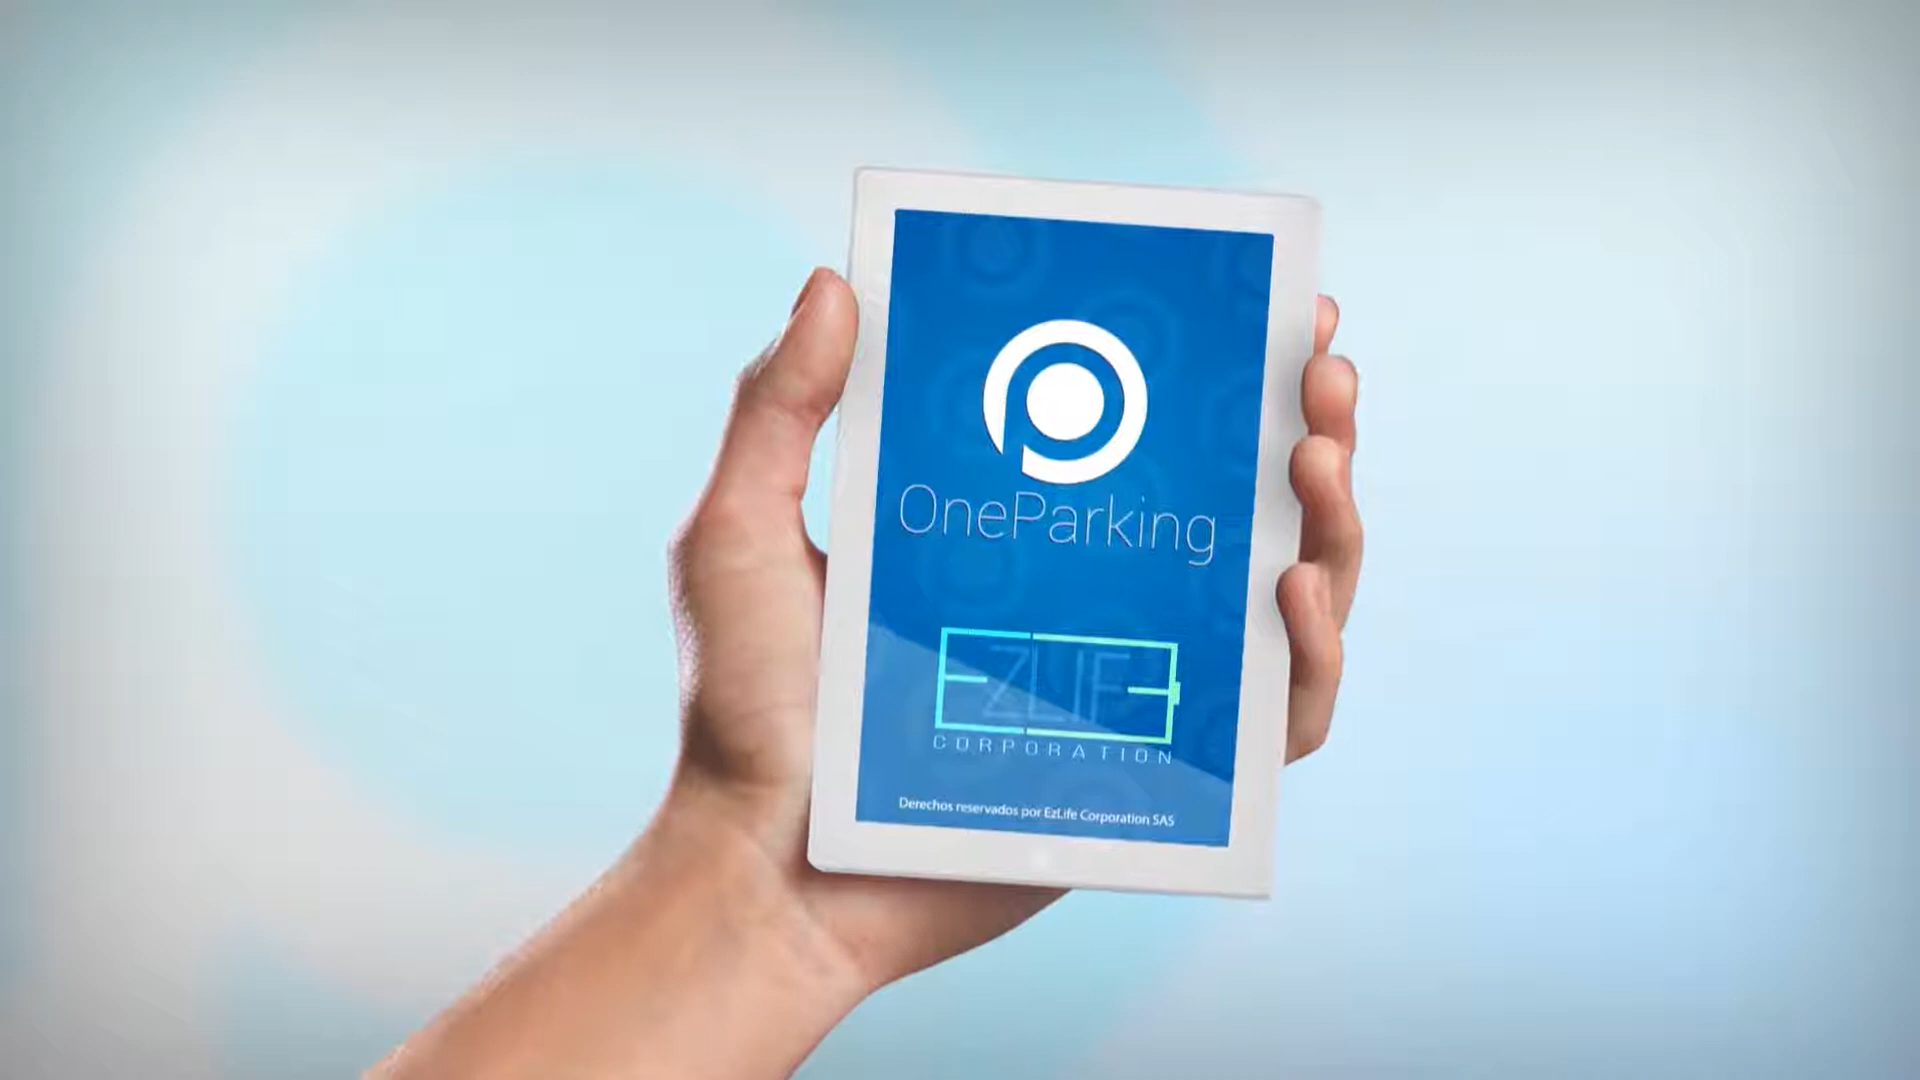 OneParking
EZLIFE
CORPORATION
Derechos reservados por EzLife Corporation SAS